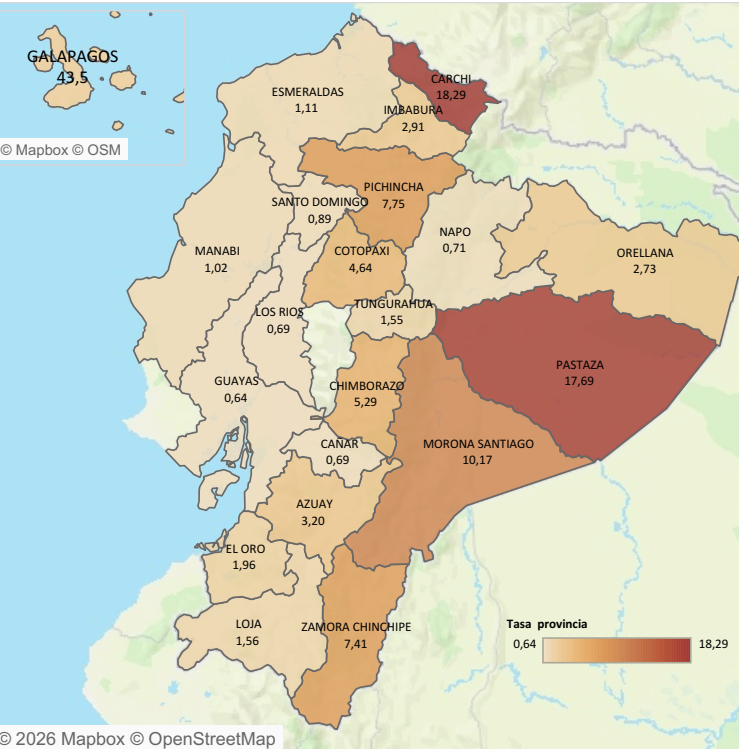 GALAPAGOS
43,5
© Mapbox © OSM
ESMERALDAS
1,11
CARCHI
18,29
IMBABURA
2,91
PICHINCHA
7,75
SANTO DOMINGO
0,89
NAPO
0,71
MANABI
1,02
COTOPAXI
4,64
ORELLANA
2,73
TUNGURAHUA
1,55
LOS RIOS
0,69
PASTAZA
17,69
GUAYAS
0,64
CHIMBORAZO
5,29
CAÑAR
0,69
MORONA SANTIAGO
10,17
AZUAY
3,20
EL ORO
1,96
LOJA
1,56
ZAMORA CHINCHIPE
7,41
Tasa provincia
0,64
18,29
© 2026 Mapbox © OpenStreetMap